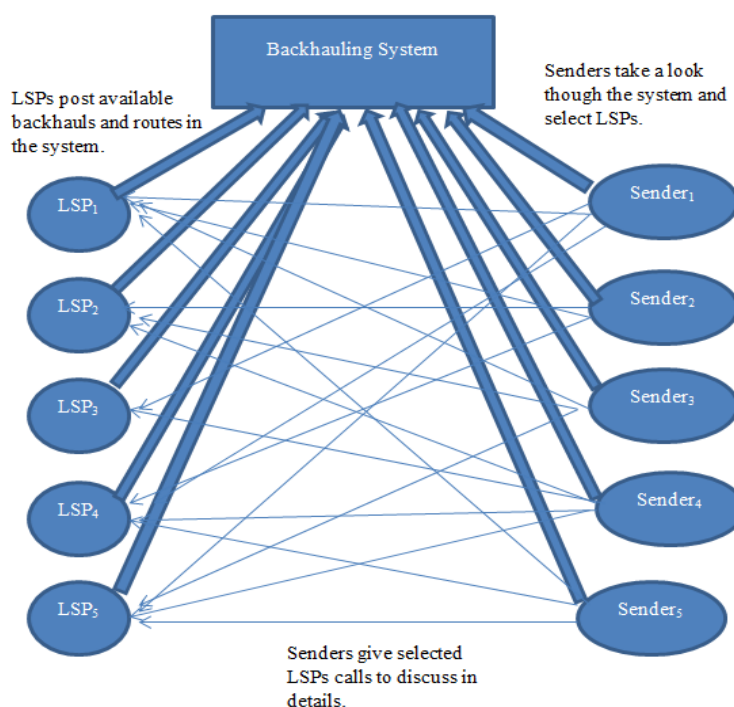 Backhauling System
LSPs post available
backhauls and routes in
the system.
Senders take a look
though the system and
select LSPs.
LSP₁
LSP₂
LSP₃
LSP₄
LSP₅
Sender₁
Sender₂
Sender₃
Sender₄
Sender₅
Senders give selected
LSPs calls to discuss in
details.